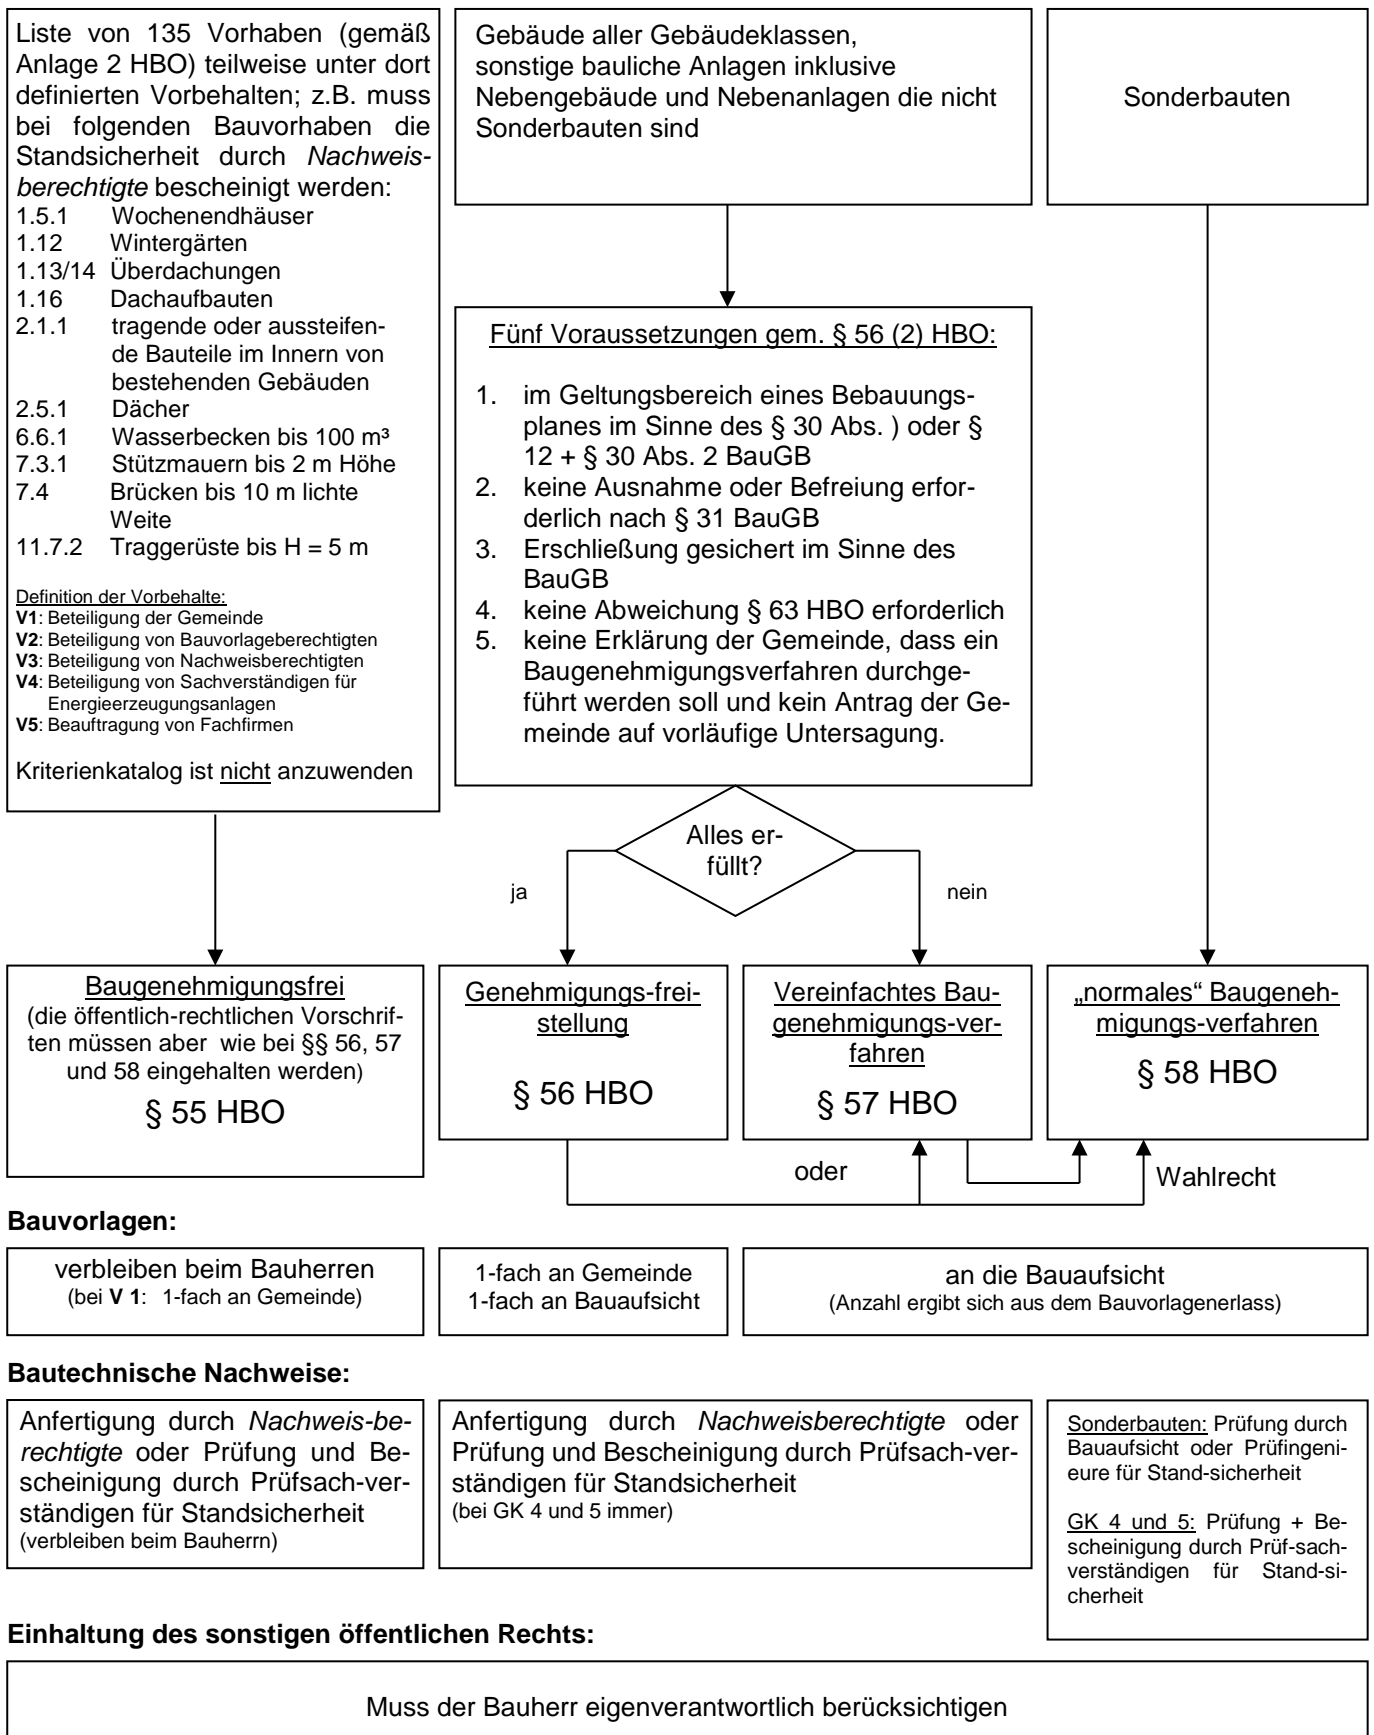 Liste von 135 Vorhaben (gemäß
Anlage 2 HBO) teilweise unter dort
definierten Vorbehalten; z.B. muss
bei folgenden Bauvorhaben die
Standsicherheit durch Nachweis-
berechtigte bescheinigt werden:
1.5.1 Wochenendhäuser
1.12 Wintergärten
1.13/14 Überdachungen
1.16 Dachaufbauten
2.1.1 tragende oder aussteifen-
de Bauteile im Innern von
bestehenden Gebäuden
2.5.1 Dächer
6.6.1 Wasserbecken bis 100 m³
7.3.1 Stützmauern bis 2 m Höhe
7.4 Brücken bis 10 m lichte
Weite
11.7.2 Traggerüste bis H = 5 m
Definition der Vorbehalte:
V1: Beteiligung der Gemeinde
V2: Beteiligung von Bauvorlageberechtigten
V3: Beteiligung von Nachweisberechtigten
V4: Beteiligung von Sachverständigen für
Energieerzeugungsanlagen
V5: Beauftragung von Fachfirmen
Kriterienkatalog ist nicht anzuwenden
Gebäude aller Gebäudeklassen,
sonstige bauliche Anlagen inklusive
Nebengebäude und Nebenanlagen die nicht
Sonderbauten sind
Sonderbauten
Fünf Voraussetzungen gem. § 56 (2) HBO:
1. im Geltungsbereich eines Bebauungs-
planes im Sinne des § 30 Abs. ) oder §
12 + § 30 Abs. 2 BauGB
2. keine Ausnahme oder Befreiung erfor-
derlich nach § 31 BauGB
3. Erschließung gesichert im Sinne des
BauGB
4. keine Abweichung § 63 HBO erforderlich
5. keine Erklärung der Gemeinde, dass ein
Baugenehmigungsverfahren durchge-
führt werden soll und kein Antrag der Ge-
meinde auf vorläufige Untersagung.
Alles er-
füllt?
ja
nein
Baugenehmigungsfrei
(die öffentlich-rechtlichen Vorschrif-
ten müssen aber wie bei §§ 56, 57
und 58 eingehalten werden)
§ 55 HBO
Genehmigungs-frei-
stellung
§ 56 HBO
Vereinfachtes Bau-
genehmigungs-ver-
fahren
§ 57 HBO
„normales“ Baugeneh-
migungs-verfahren
§ 58 HBO
oder
Wahlrecht
Bauvorlagen:
verbleiben beim Bauherren
(bei V 1: 1-fach an Gemeinde)
1-fach an Gemeinde
1-fach an Bauaufsicht
an die Bauaufsicht
(Anzahl ergibt sich aus dem Bauvorlagenerlass)
Bautechnische Nachweise:
Anfertigung durch Nachweis-be-
rechtigte oder Prüfung und Be-
scheinigung durch Prüfsach-ver-
ständigen für Standsicherheit
(verbleiben beim Bauherrn)
Anfertigung durch Nachweisberechtigte oder
Prüfung und Bescheinigung durch Prüfsach-ver-
ständigen für Standsicherheit
(bei GK 4 und 5 immer)
Sonderbauten: Prüfung durch
Bauaufsicht oder Prüfingeni-
eure für Stand-sicherheit
GK 4 und 5: Prüfung + Be-
scheinigung durch Prüf-sach-
verständigen für Stand-si-
cherheit
Einhaltung des sonstigen öffentlichen Rechts:
Muss der Bauherr eigenverantwortlich berücksichtigen